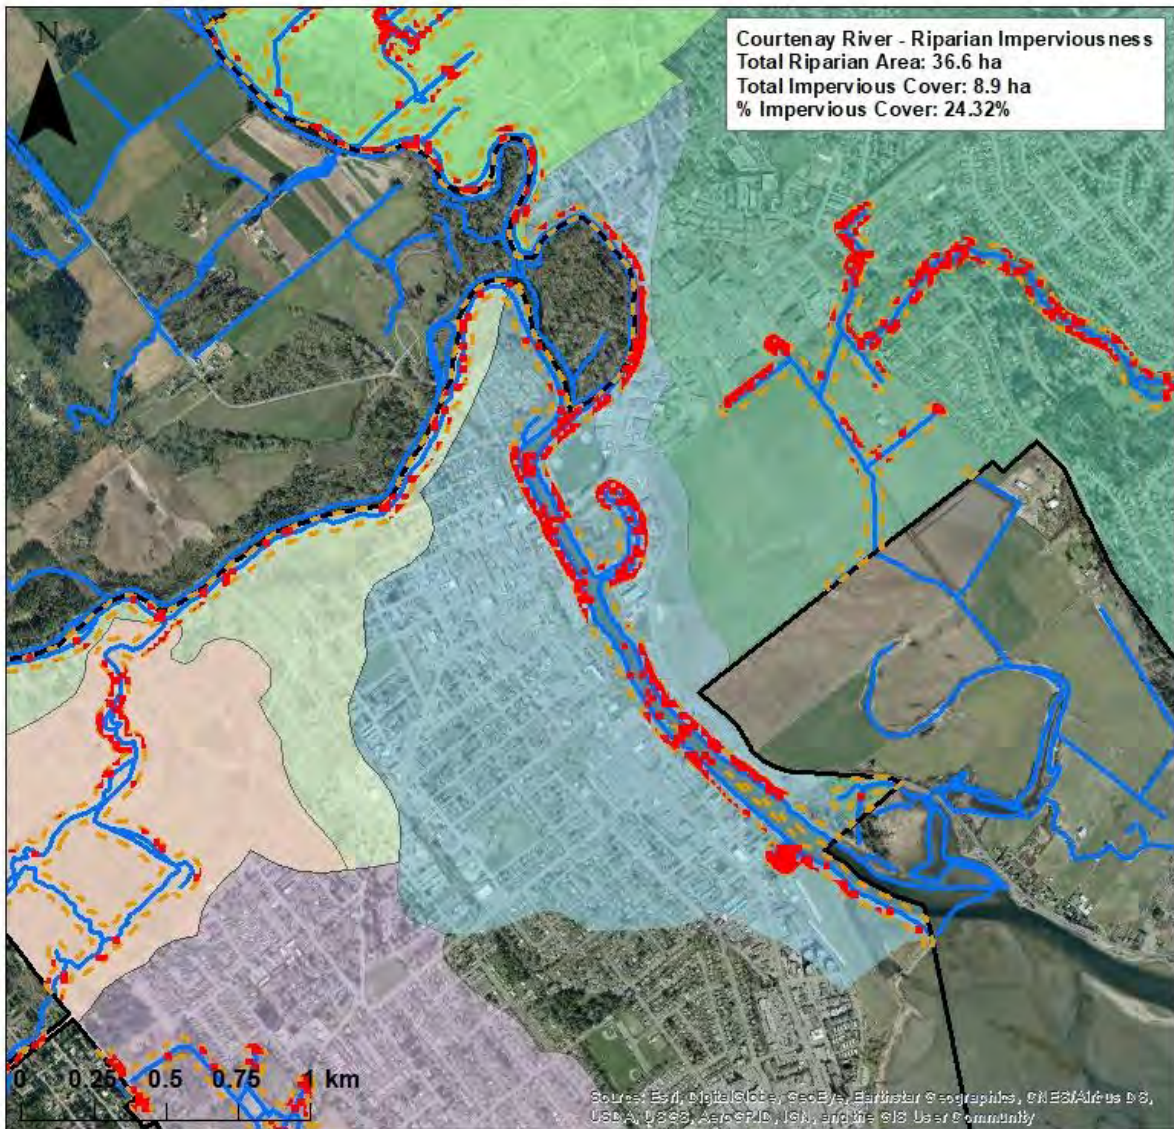 N
Courtenay River - Riparian Imperviousness
Total Riparian Area: 36.6 ha
Total Impervious Cover: 8.9 ha
% Impervious Cover: 24.32%
0 0.25 0.5 0.75 1 km
Source: Esri, DigitalGlobe, GeoEye, Earthstar Geographics, CNES/Airbus DS,
USDA, USGS, AeroGRID, IGN, and the GIS User Community